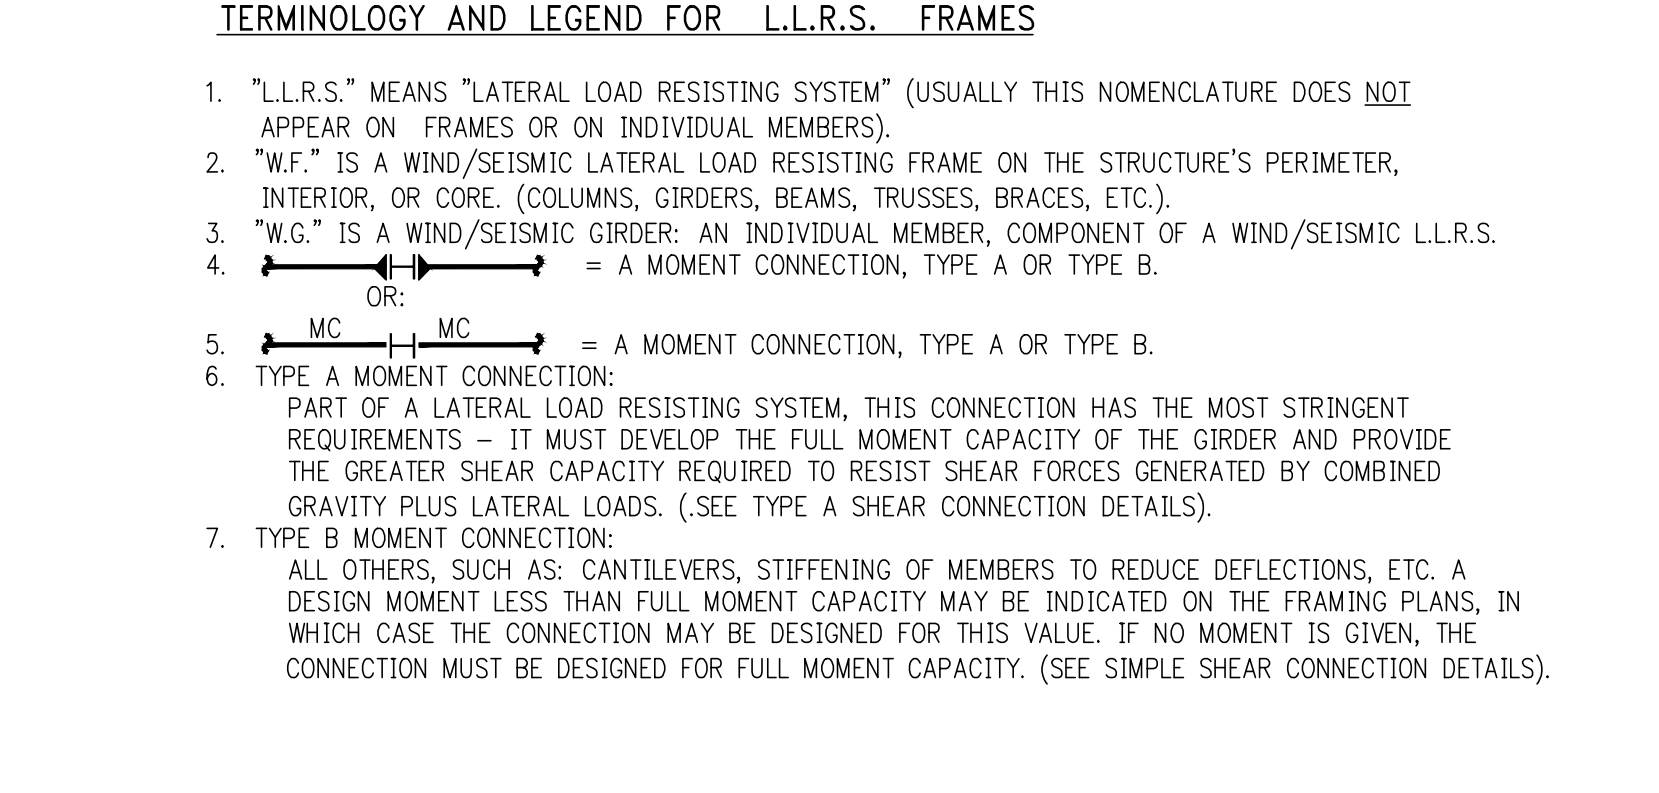 TERMINOLOGY AND LEGEND FOR L.L.R.S. FRAMES
1. "L.L.R.S." MEANS "LATERAL LOAD RESISTING SYSTEM" (USUALLY THIS NOMENCLATURE DOES NOT
APPEAR ON FRAMES OR ON INDIVIDUAL MEMBERS).
2. "W.F." IS A WIND/SEISMIC LATERAL LOAD RESISTING FRAME ON THE STRUCTURE'S PERIMETER,
INTERIOR, OR CORE. (COLUMNS, GIRDERS, BEAMS, TRUSSES, BRACES, ETC.).
3. "W.G." IS A WIND/SEISMIC GIRDER: AN INDIVIDUAL MEMBER, COMPONENT OF A WIND/SEISMIC L.L.R.S.
4. = A MOMENT CONNECTION, TYPE A OR TYPE B.
OR:
MC MC
5. = A MOMENT CONNECTION, TYPE A OR TYPE B.
6. TYPE A MOMENT CONNECTION:
PART OF A LATERAL LOAD RESISTING SYSTEM, THIS CONNECTION HAS THE MOST STRINGENT
REQUIREMENTS – IT MUST DEVELOP THE FULL MOMENT CAPACITY OF THE GIRDER AND PROVIDE
THE GREATER SHEAR CAPACITY REQUIRED TO RESIST SHEAR FORCES GENERATED BY COMBINED
GRAVITY PLUS LATERAL LOADS. (.SEE TYPE A SHEAR CONNECTION DETAILS).
7. TYPE B MOMENT CONNECTION:
ALL OTHERS, SUCH AS: CANTILEVERS, STIFFENING OF MEMBERS TO REDUCE DEFLECTIONS, ETC. A
DESIGN MOMENT LESS THAN FULL MOMENT CAPACITY MAY BE INDICATED ON THE FRAMING PLANS, IN
WHICH CASE THE CONNECTION MAY BE DESIGNED FOR THIS VALUE. IF NO MOMENT IS GIVEN, THE
CONNECTION MUST BE DESIGNED FOR FULL MOMENT CAPACITY. (SEE SIMPLE SHEAR CONNECTION DETAILS).